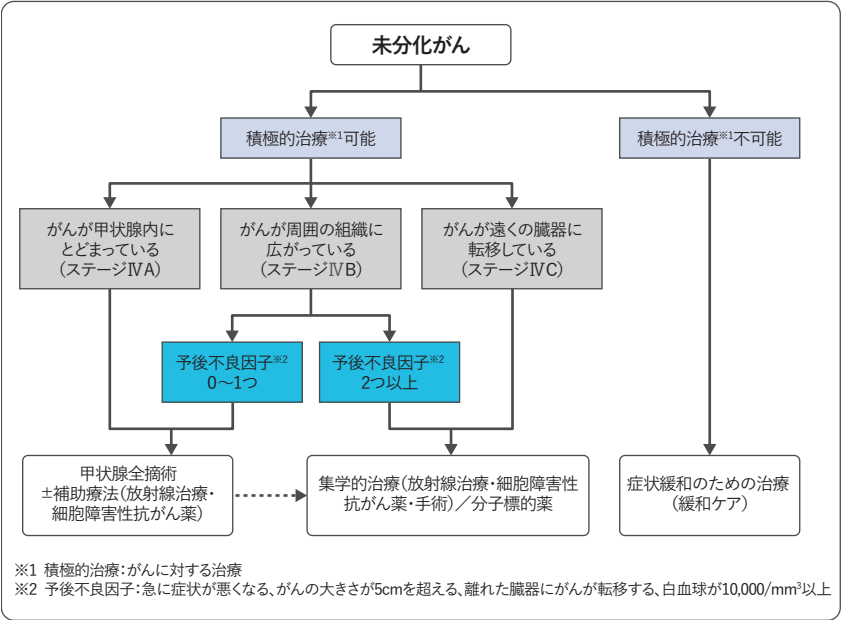 未分化がん
積極的治療※1可能
積極的治療※1不可能
がんが甲状腺内に
とどまっている
(ステージⅣA)
がんが周囲の組織に
広がっている
(ステージⅣB)
がんが遠くの臓器に
転移している
(ステージⅣC)
予後不良因子※2
0〜1つ
予後不良因子※2
2つ以上
甲状腺全摘術
±補助療法(放射線治療・
細胞障害性抗がん薬)
集学的治療(放射線治療・細胞障害性
抗がん薬・手術)/分子標的薬
症状緩和のための治療
(緩和ケア)
※1 積極的治療:がんに対する治療
※2 予後不良因子:急に症状が悪くなる、がんの大きさが5cmを超える、離れた臓器にがんが転移する、白血球が10,000/mm³以上